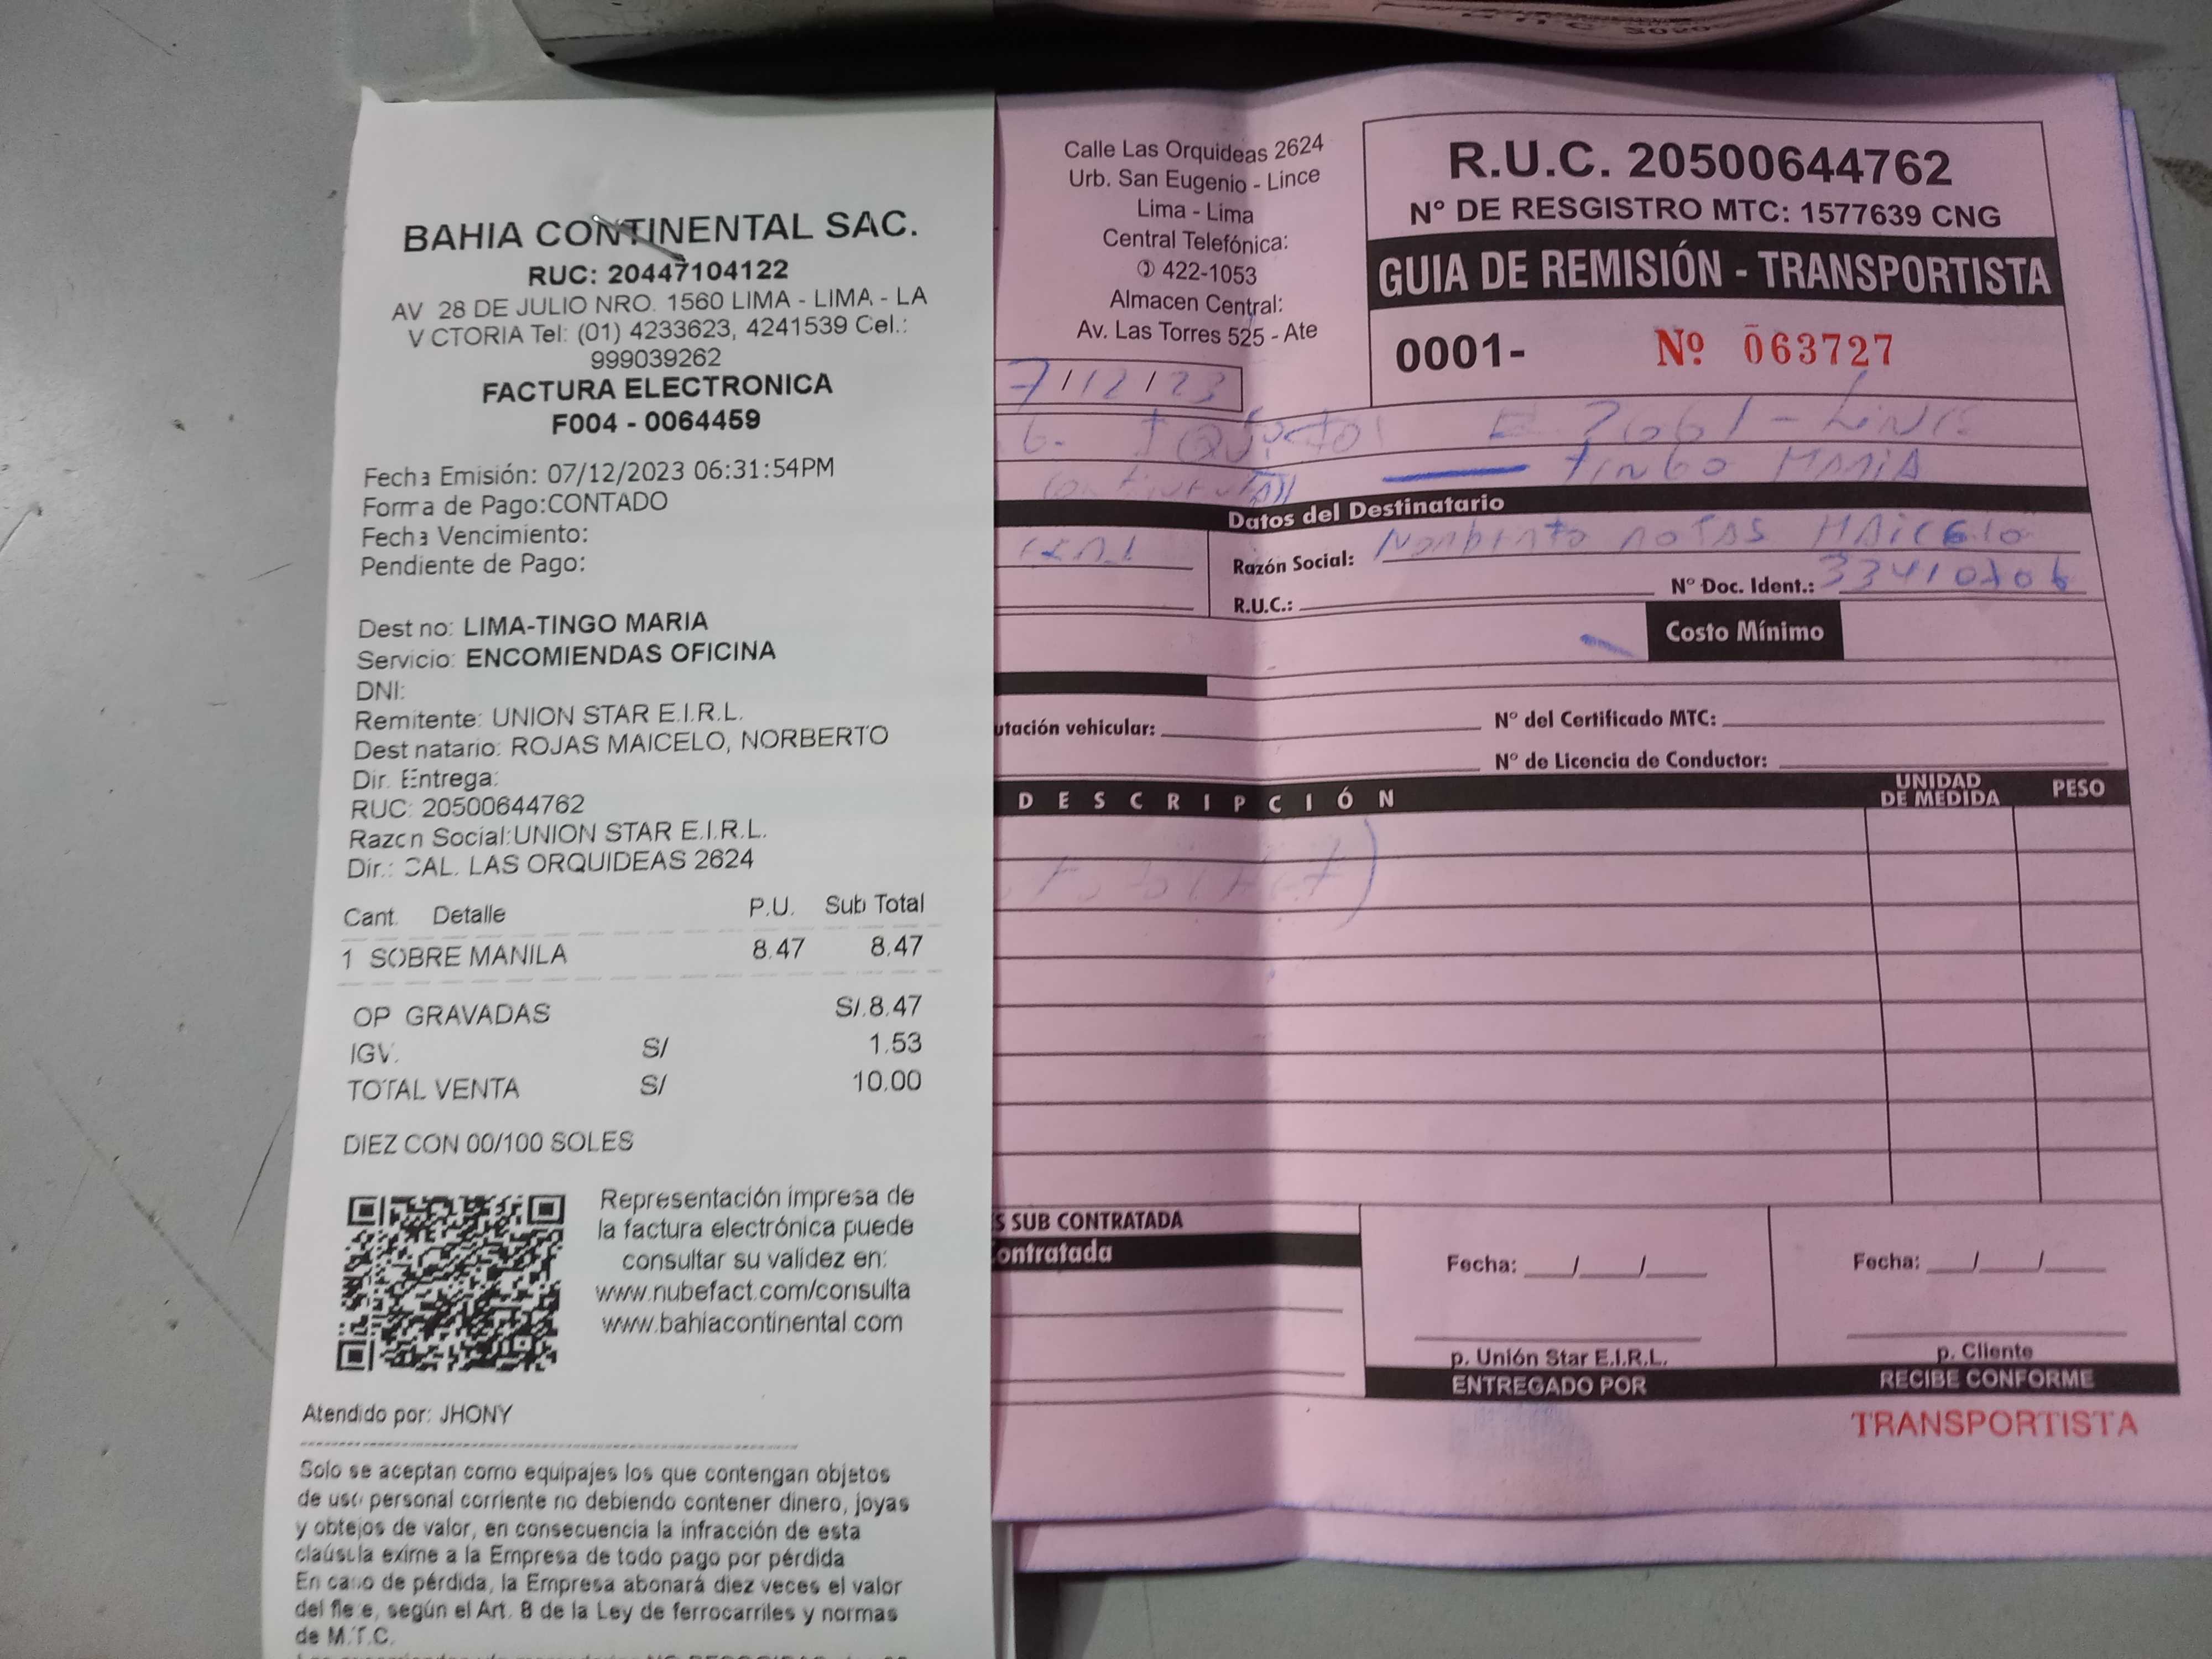 BAHIA CONTINENTAL SAC.
RUC: 20447104122
AV 28 DE JULIO NRO. 1560 LIMA - LIMA - LA
V CTORIA Tel: (01) 4233623, 4241539 Cel.:
999039262
FACTURA ELECTRONICA
F004 - 0064459
Fecha Emisión: 07/12/2023 06:31:54PM
Forma de Pago:CONTADO
Fecha Vencimiento:
Pendiente de Pago:
Dest no: LIMA-TINGO MARIA
Servicio: ENCOMIENDAS OFICINA
DNI:
Remitente: UNION STAR E.I.R.L.
Dest natario: ROJAS MAICELO, NORBERTO
Dir. Entrega:
RUC: 20500644762
Razon Social:UNION STAR E.I.R.L.
Dir.: CAL. LAS ORQUIDEAS 2624
Cant. Detalle P.U. Sub Total
1 SOBRE MANILA 8.47 8.47
OP GRAVADAS S/.8.47
IGV. S/ 1.53
TOTAL VENTA S/ 10.00
DIEZ CON 00/100 SOLES
Representación impresa de
la factura electrónica puede
consultar su validez en:
www.nubefact.com/consulta
www.bahiacontinental.com
Atendido por: JHONY
Solo se aceptan como equipajes los que contengan objetos
de uso personal corriente no debiendo contener dinero, joyas
y obtejos de valor, en consecuencia la infracción de esta
claúsula exime a la Empresa de todo pago por pérdida
En caso de pérdida, la Empresa abonará diez veces el valor
del flete, según el Art. 8 de la Ley de ferrocarriles y normas
de M.T.C.
Calle Las Orquideas 2624
Urb. San Eugenio - Lince
Lima - Lima
Central Telefónica:
422-1053
Almacen Central:
Av. Las Torres 525 - Ate
R.U.C. 20500644762
N° DE RESGISTRO MTC: 1577639 CNG
GUIA DE REMISIÓN - TRANSPORTISTA
0001- Nº 063727
7/12/23
2661 - Lince
TINGO MARIA
Datos del Destinatario
Razón Social: Norberto ROJAS MAICELO
R.U.C.: N° Doc. Ident.:
Costo Mínimo
utación vehicular: N° del Certificado MTC:
N° de Licencia de Conductor:
DESCRIPCIÓN UNIDAD DE MEDIDA PESO
S SUB CONTRATADA
ontratada
Fecha: / / Fecha: / /
p. Unión Star E.I.R.L. p. Cliente
ENTREGADO POR RECIBE CONFORME
TRANSPORTISTA